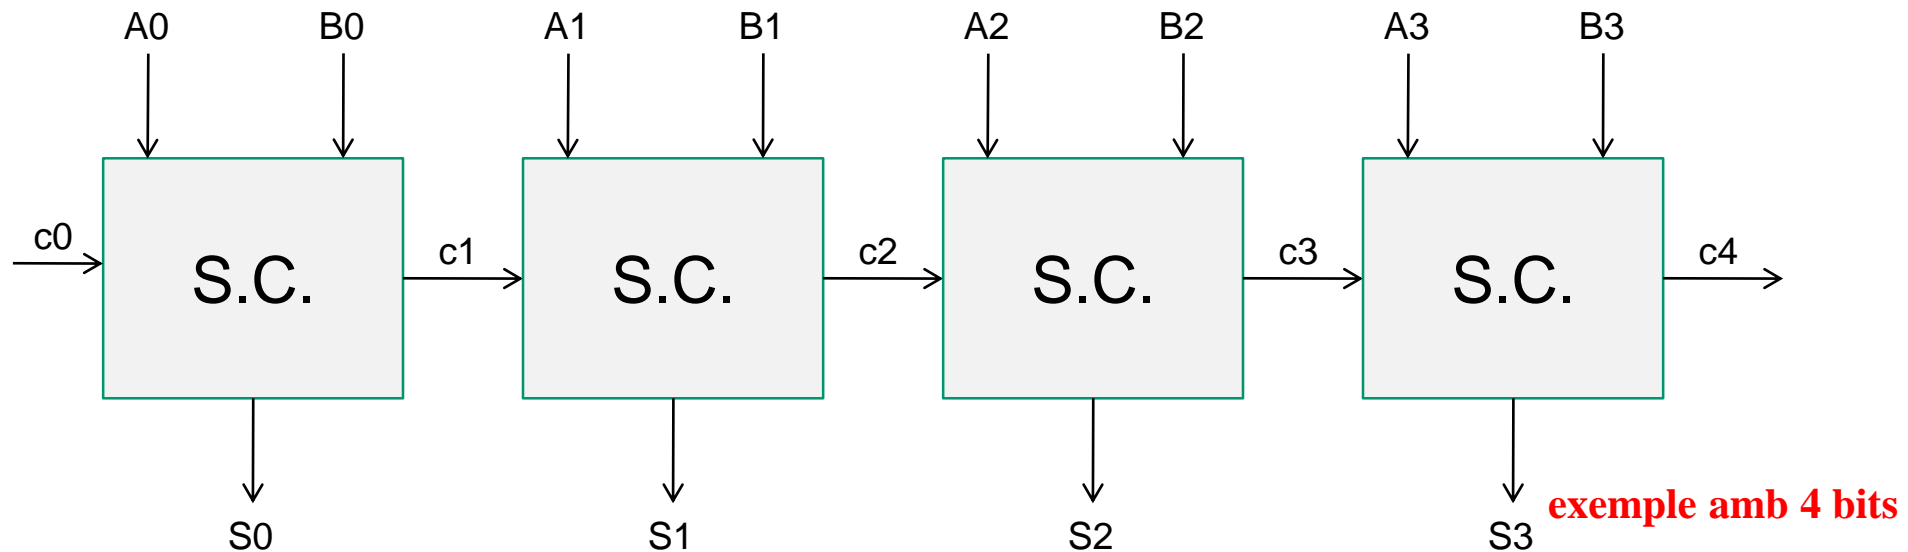 A0 B0 A1 B1 A2 B2 A3 B3
c0 c1 c2 c3 c4
S.C. S.C. S.C. S.C.
exemple amb 4 bits
S0 S1 S2 S3